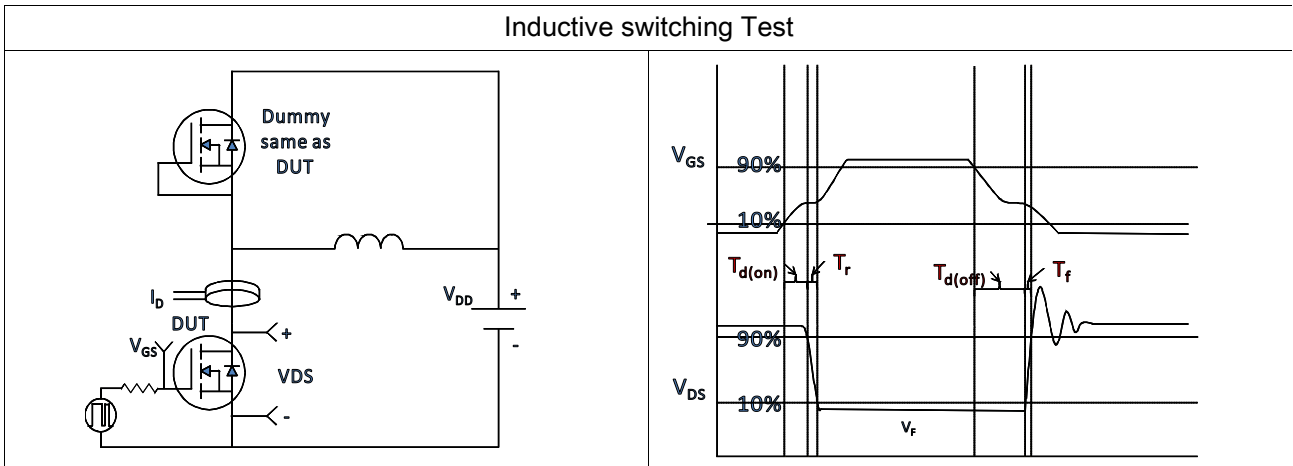 Inductive switching Test
Dummy
same as
DUT
I_D
DUT
V_GS
+
VDS
-
V_DD
+
-
V_GS
90%
10%
T_d(on)
T_r
T_d(off)
T_f
90%
V_DS
10%
V_F